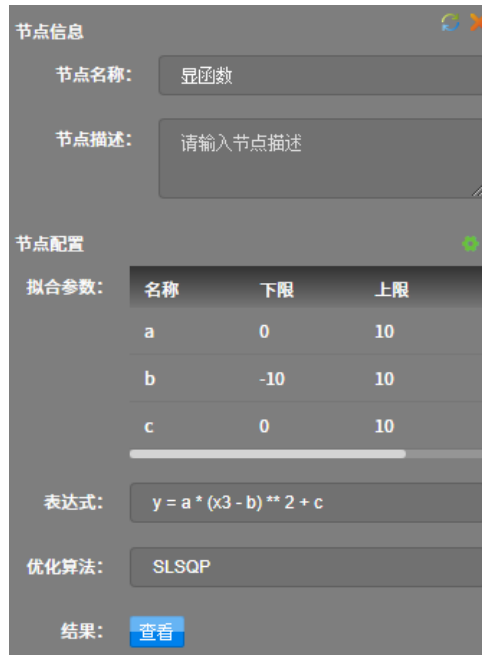 节点信息
节点名称： 显函数
节点描述： 请输入节点描述
节点配置
拟合参数： 名称 下限 上限
a 0 10
b -10 10
c 0 10
表达式： y = a * (x3 - b) ** 2 + c
优化算法： SLSQP
结果： 查看